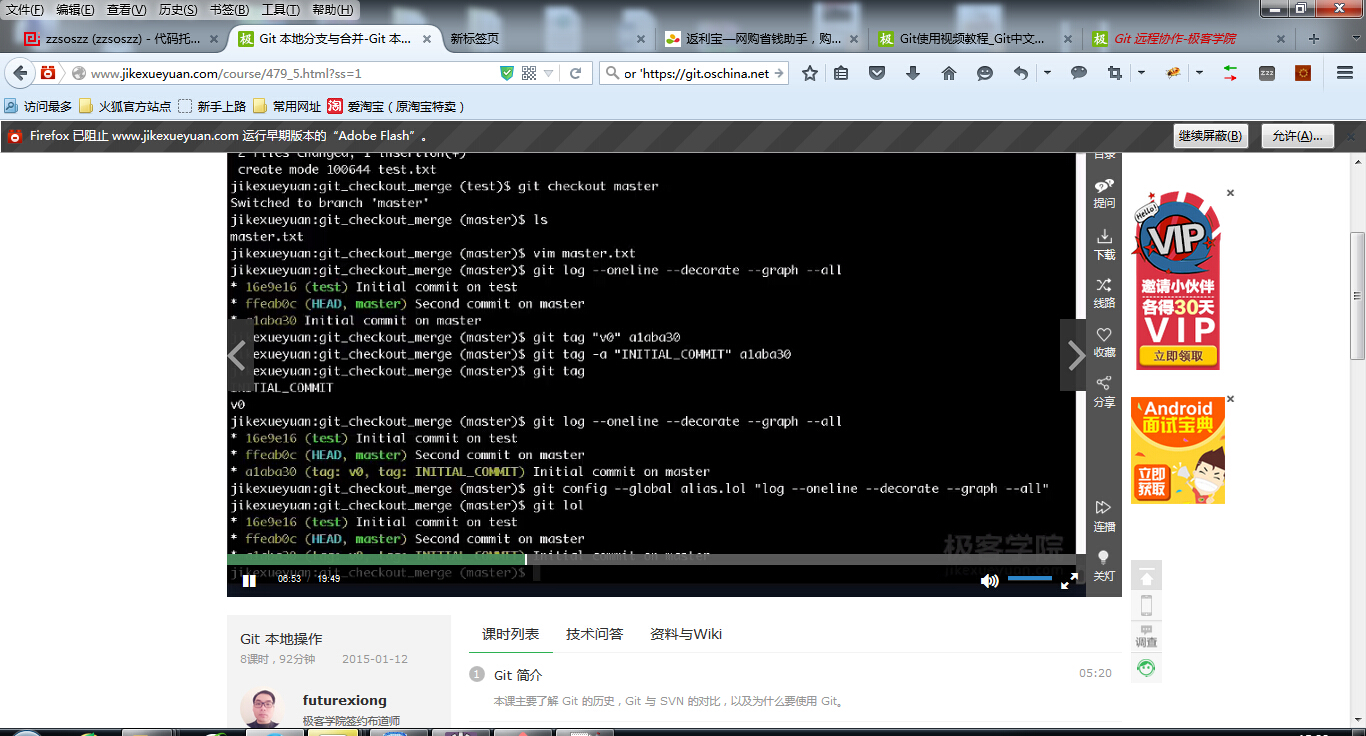 文件(F) 编辑(E) 查看(V) 历史(S) 书签(B) 工具(T) 帮助(H)
zzsoszz (zzsoszz) - 代码托... Git 本地分支与合并-Git 本... 新标签页 返利宝—网购省钱助手，购... Git使用视频教程_Git中文... Git 远程协作-极客学院
www.jikexueyuan.com/course/479_5.html?ss=1 or 'https://git.oschina.net
访问最多 火狐官方站点 新手上路 常用网址 淘 爱淘宝（原淘宝特卖）
Firefox 已阻止 www.jikexueyuan.com 运行早期版本的“Adobe Flash”。 继续屏蔽(B) 允许(A)...
2 files changed, 1 insertion(+)
create mode 100644 test.txt
jikexueyuan:git_checkout_merge (test)$ git checkout master
Switched to branch 'master'
jikexueyuan:git_checkout_merge (master)$ ls
master.txt
jikexueyuan:git_checkout_merge (master)$ vim master.txt
jikexueyuan:git_checkout_merge (master)$ git log --oneline --decorate --graph --all
* 16e9e16 (test) Initial commit on test
* ffeab0c (HEAD, master) Second commit on master
* a1aba30 Initial commit on master
jikexueyuan:git_checkout_merge (master)$ git tag "v0" a1aba30
jikexueyuan:git_checkout_merge (master)$ git tag -a "INITIAL_COMMIT" a1aba30
jikexueyuan:git_checkout_merge (master)$ git tag
INITIAL_COMMIT
v0
jikexueyuan:git_checkout_merge (master)$ git log --oneline --decorate --graph --all
* 16e9e16 (test) Initial commit on test
* ffeab0c (HEAD, master) Second commit on master
* a1aba30 (tag: v0, tag: INITIAL_COMMIT) Initial commit on master
jikexueyuan:git_checkout_merge (master)$ git config --global alias.lol "log --oneline --decorate --graph --all"
jikexueyuan:git_checkout_merge (master)$ git lol
* 16e9e16 (test) Initial commit on test
* ffeab0c (HEAD, master) Second commit on master
* a1aba30 (tag: v0, tag: INITIAL_COMMIT) Initial commit on master
jikexueyuan:git_checkout_merge (master)$
极客学院
jikexueyuan.com
06:53 19:49
目录
提问
下载
线路
收藏
分享
连播
关灯
Hello!
VIP
邀请小伙伴
各得30天
VIP
立即领取
Android
面试宝典
立即
获取
调查
Git 本地操作
8课时，92分钟 2015-01-12
futurexiong
极客学院签约布道师
课时列表 技术问答 资料与Wiki
1 Git 简介 05:20
本课主要了解 Git 的历史，Git 与 SVN 的对比，以及为什么要使用 Git。